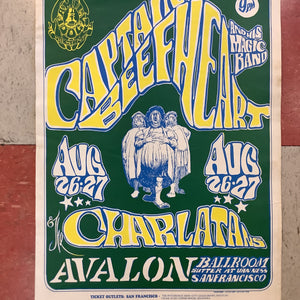 9pm
CAPTAIN
BEEFHEART
AND HIS
MAGIC
BAND
AUG
26·27
AUG
26·27
& The
CHARLATANS
AVALON BALLROOM
SUTTER AT VAN NESS
SAN FRANCISCO
TICKET OUTLETS: SAN FRANCISCO